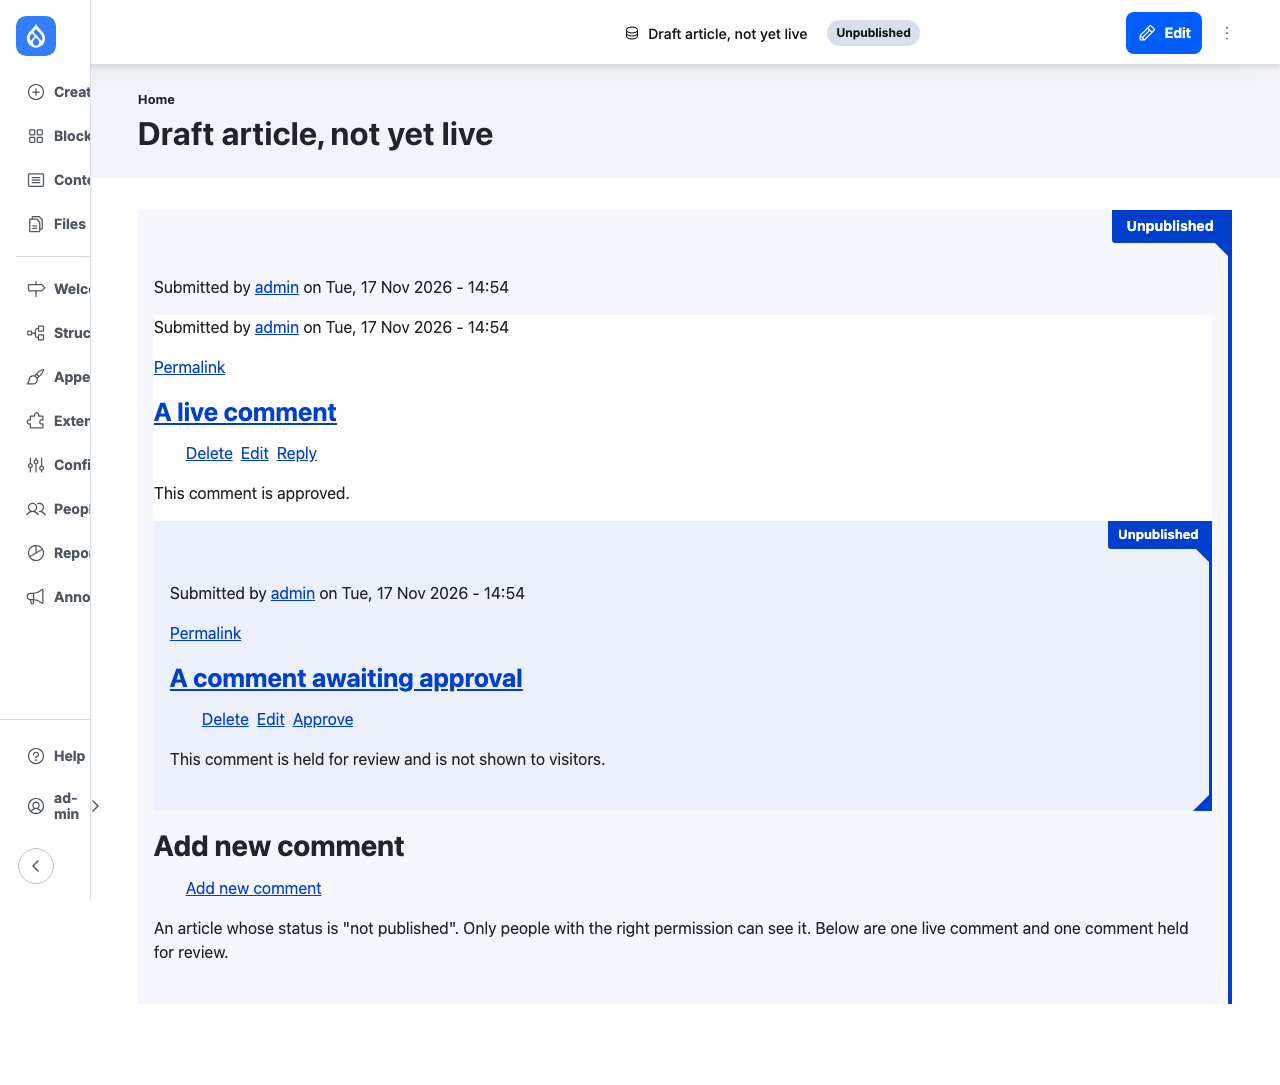 Draft article, not yet live
Unpublished
Edit
Creat
Block
Conte
Files
Welco
Struc
Appe
Exten
Confi
Peopl
Repor
Anno
Help
ad-
min
Home
Draft article, not yet live
Unpublished
Submitted by admin on Tue, 17 Nov 2026 - 14:54
Submitted by admin on Tue, 17 Nov 2026 - 14:54
Permalink
A live comment
Delete Edit Reply
This comment is approved.
Unpublished
Submitted by admin on Tue, 17 Nov 2026 - 14:54
Permalink
A comment awaiting approval
Delete Edit Approve
This comment is held for review and is not shown to visitors.
Add new comment
Add new comment
An article whose status is "not published". Only people with the right permission can see it. Below are one live comment and one comment held
for review.